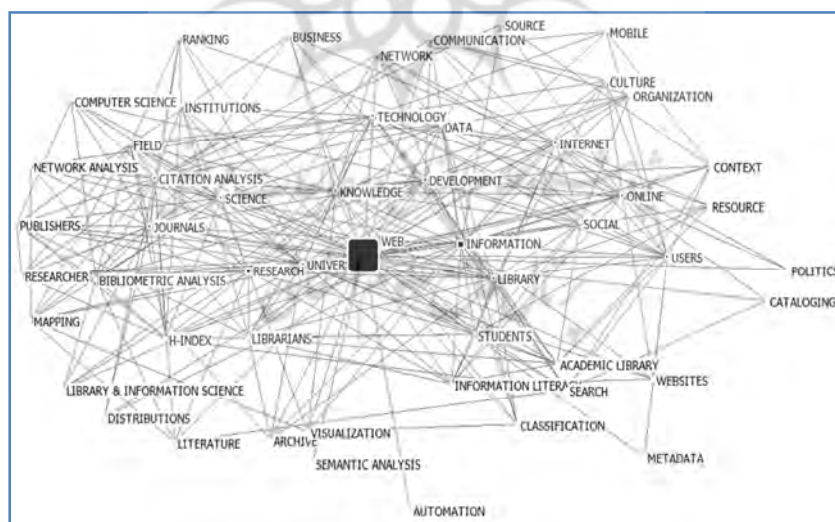 SOURCE
RANKING
BUSINESS
COMMUNICATION
MOBILE
NETWORK
CULTURE
ORGANIZATION
COMPUTER SCIENCE
INSTITUTIONS
TECHNOLOGY
DATA
FIELD
INTERNET
NETWORK ANALYSIS
CONTEXT
CITATION ANALYSIS
KNOWLEDGE
DEVELOPMENT
SCIENCE
ONLINE
RESOURCE
PUBLISHERS
JOURNALS
SOCIAL
WEB
INFORMATION
USERS
UNIVER
RESEARCH
POLITICS
RESEARCHER
BIBLIOMETRIC ANALYSIS
LIBRARY
CATALOGING
MAPPING
H-INDEX
LIBRARIANS
STUDENTS
ACADEMIC LIBRARY
LIBRARY & INFORMATION SCIENCE
INFORMATION LITERA
SEARCH
WEBSITES
DISTRIBUTIONS
CLASSIFICATION
LITERATURE
ARCHIVE
VISUALIZATION
METADATA
SEMANTIC ANALYSIS
AUTOMATION